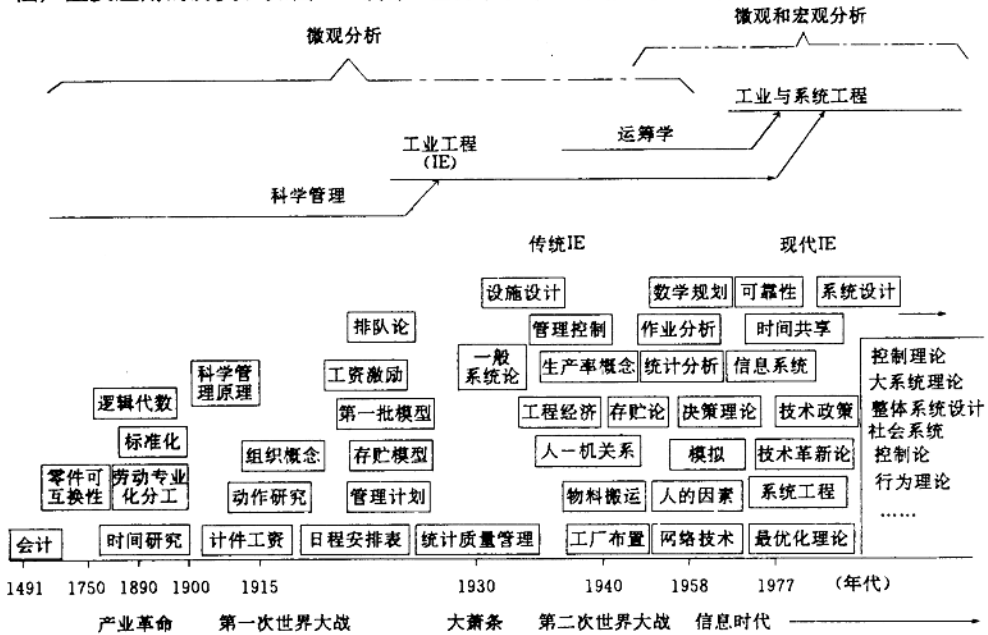 微观分析
微观和宏观分析
工业与系统工程
运筹学
工业工程
(IE)
科学管理
传统IE
现代IE
设施设计
数学规划
可靠性
系统设计
排队论
管理控制
作业分析
时间共享
科学管
理原理
工资激励
一般
系统论
生产率概念
统计分析
信息系统
控制理论
大系统理论
整体系统设计
社会系统
控制论
行为理论
……
逻辑代数
第一批模型
工程经济
存贮论
决策理论
技术政策
标准化
组织概念
存贮模型
人一机关系
模拟
技术革新论
零件可
互换性
劳动专业
化分工
动作研究
管理计划
物料搬运
人的因素
系统工程
会计
时间研究
计件工资
日程安排表
统计质量管理
工厂布置
网络技术
最优化理论
1491 1750 1890 1900 1915 1930 1940 1958 1977 (年代)
产业革命 第一次世界大战 大萧条 第二次世界大战 信息时代